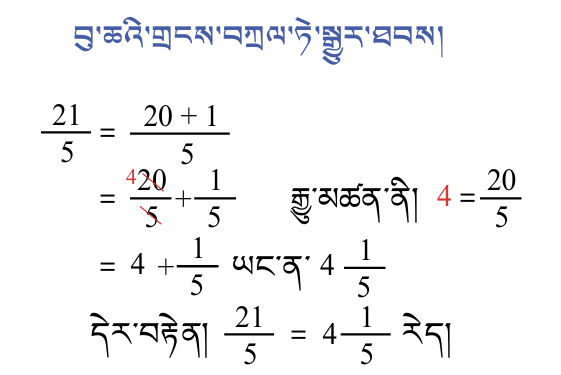 བུ་ཆའི་གྲངས་བཀྲལ་ཏེ་སྒྱུར་ཐབས།
21/5 = (20 + 1)/5
= 4 20/5 + 1/5 རྒྱུ་མཚན་ནི། 4 = 20/5
= 4 + 1/5 ཡང་ན་ 4 1/5
དེར་བརྟེན། 21/5 = 4 1/5 རེད།